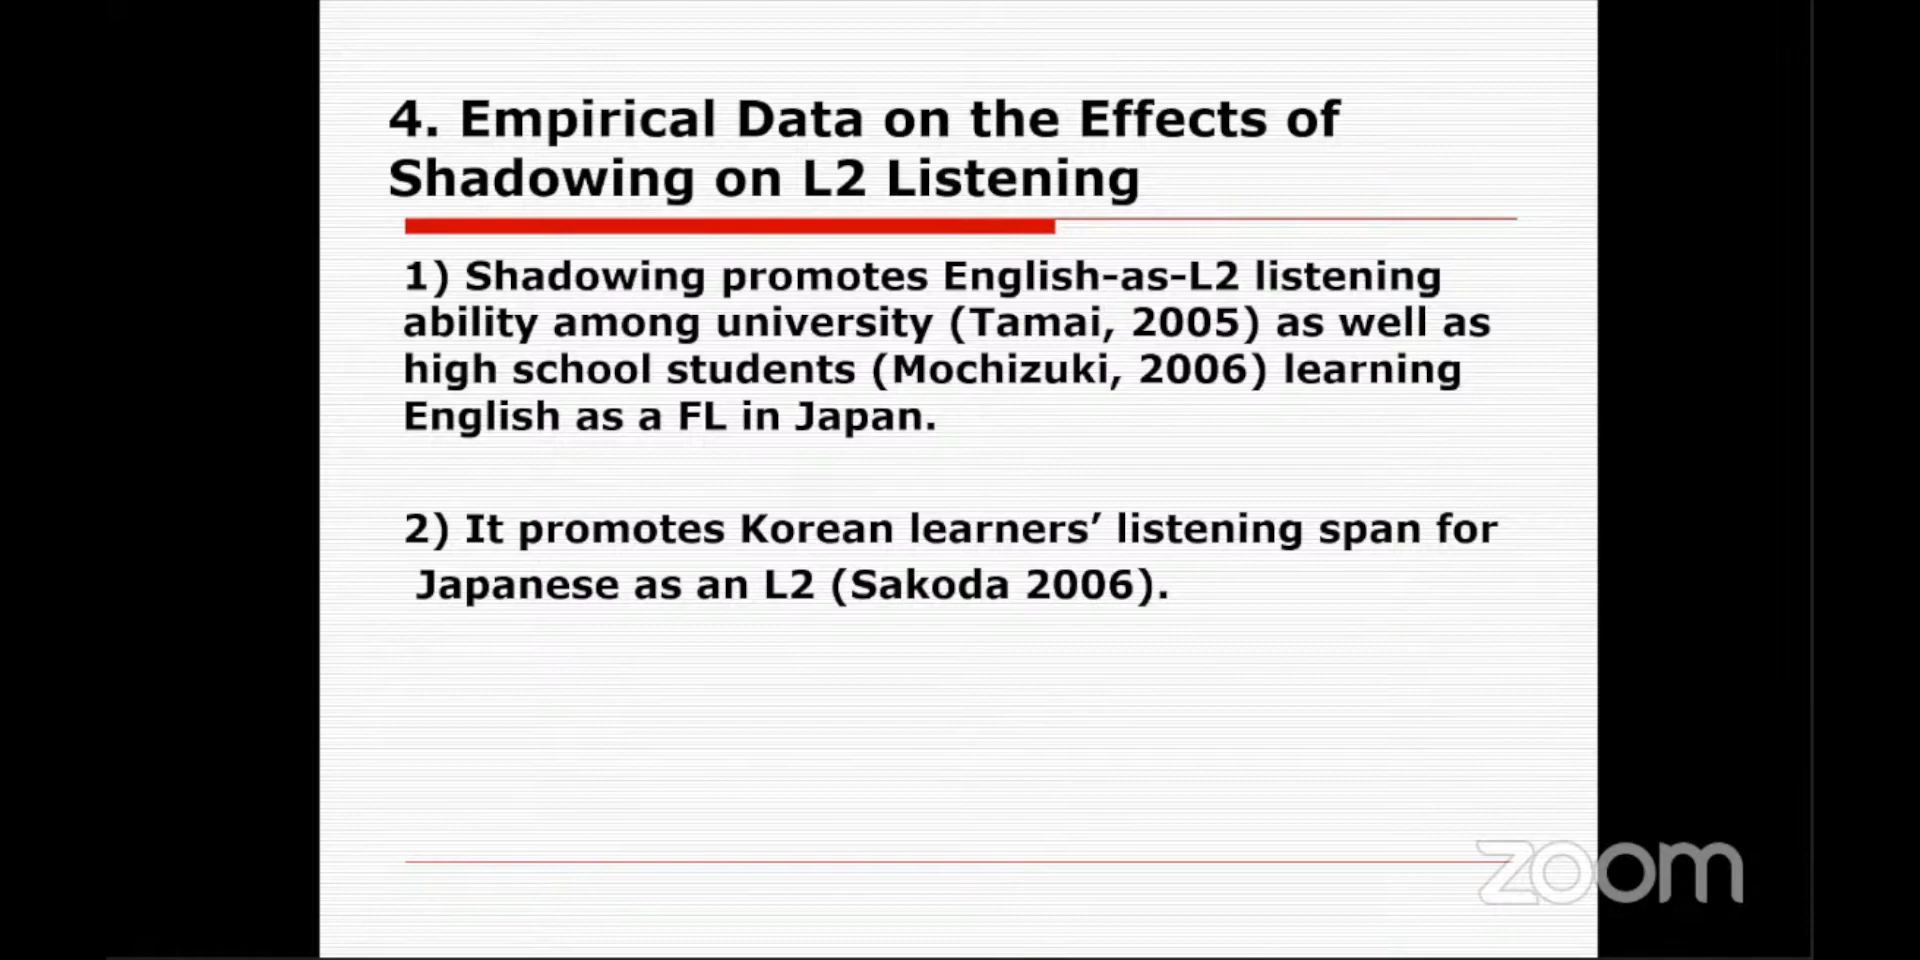 4. Empirical Data on the Effects of
Shadowing on L2 Listening
1) Shadowing promotes English-as-L2 listening
ability among university (Tamai, 2005) as well as
high school students (Mochizuki, 2006) learning
English as a FL in Japan.
2) It promotes Korean learners’ listening span for
Japanese as an L2 (Sakoda 2006).
zoom